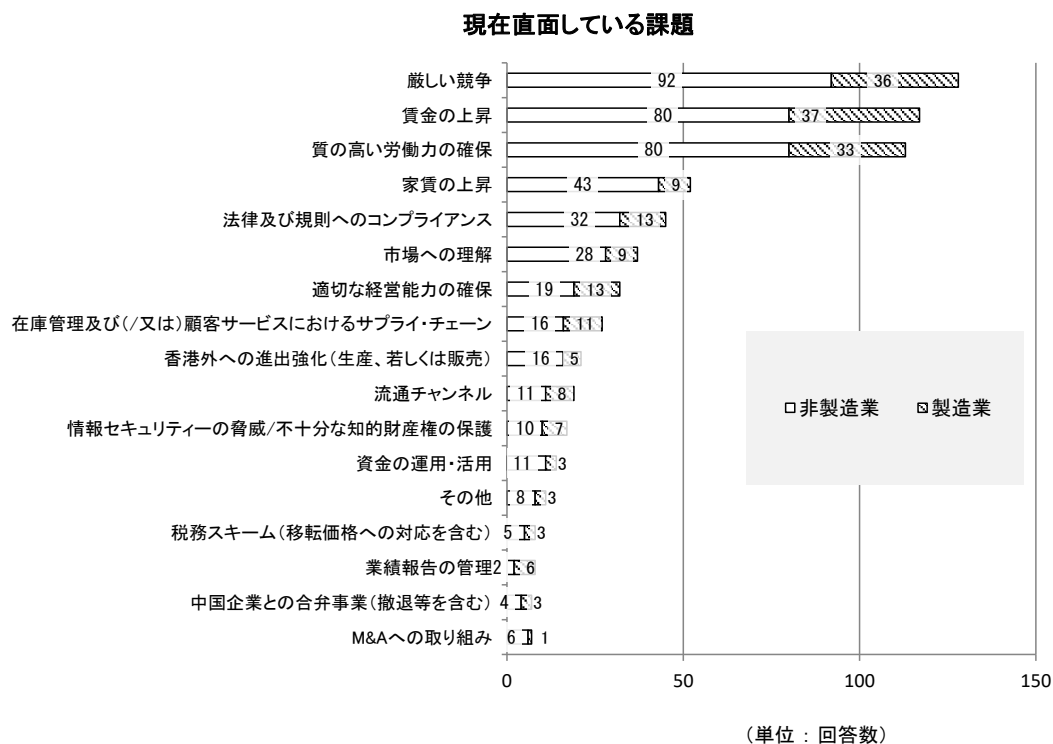 現在直面している課題
厳しい競争 92 36
賃金の上昇 80 37
質の高い労働力の確保 80 33
家賃の上昇 43 9
法律及び規則へのコンプライアンス 32 13
市場への理解 28 9
適切な経営能力の確保 19 13
在庫管理及び(/又は)顧客サービスにおけるサプライ・チェーン 16 11
香港外への進出強化(生産、若しくは販売) 16 5
流通チャンネル 11 8
情報セキュリティーの脅威/不十分な知的財産権の保護 10 7
資金の運用・活用 11 3
その他 8 3
税務スキーム(移転価格への対応を含む) 5 3
業績報告の管理 2 6
中国企業との合弁事業(撤退等を含む) 4 3
M&Aへの取り組み 6 1
非製造業 製造業
0 50 100 150
(単位 : 回答数)